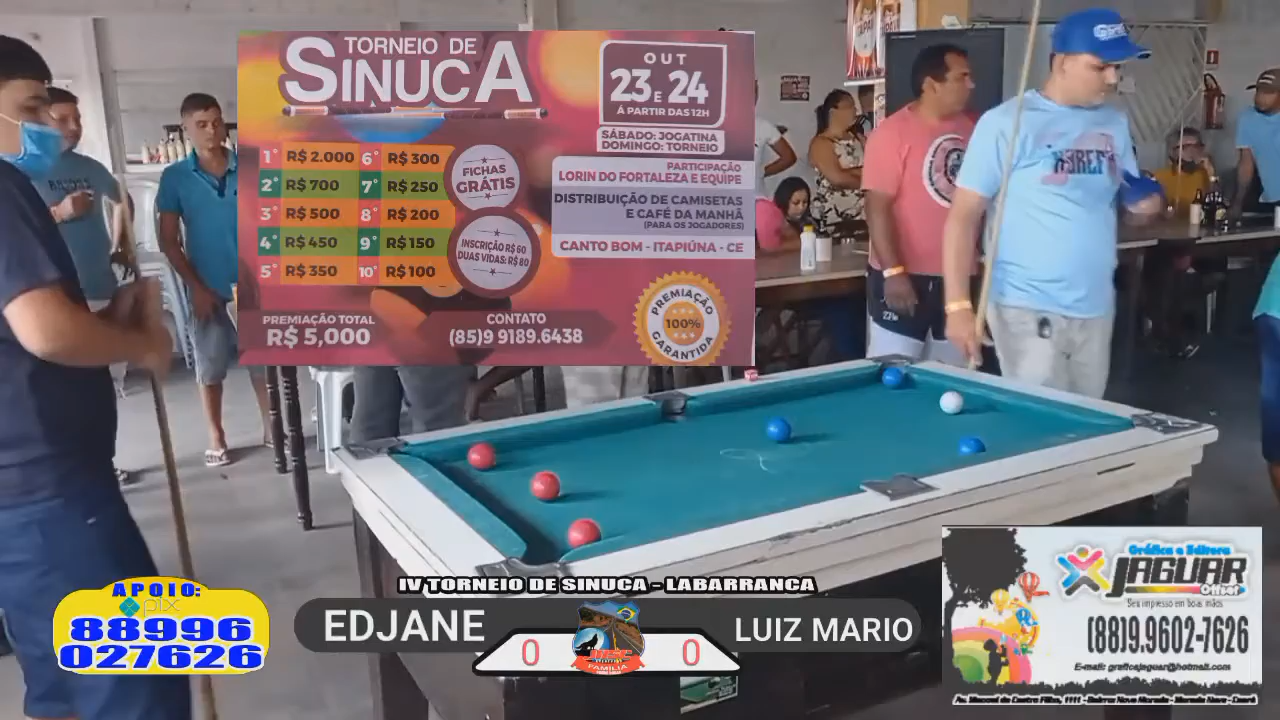 TORNEIO DE
SINUCA
OUT
23 E 24
Á PARTIR DAS 12H
SÁBADO: JOGATINA
DOMINGO: TORNEIO
1° R$ 2.000 6° R$ 300
2° R$ 700 7° R$ 250
3° R$ 500 8° R$ 200
4° R$ 450 9° R$ 150
5° R$ 350 10° R$ 100
FICHAS
GRÁTIS
INSCRIÇÃO R$ 60
DUAS VIDAS: R$ 80
PARTICIPAÇÃO
LORIN DO FORTALEZA E EQUIPE
DISTRIBUIÇÃO DE CAMISETAS
E CAFÉ DA MANHÃ
(PARA OS JOGADORES)
CANTO BOM - ITAPIÚNA - CE
PREMIAÇÃO TOTAL
R$ 5,000
CONTATO
(85)9 9189.6438
PREMIAÇÃO
100%
GARANTIDA
APOIO:
pix
88996
027626
IV TORNEIO DE SINUCA - LABARRANCA
EDJANE
0
0
LUIZ MARIO
FAMÍLIA
Gráfica e Editora
JAGUAR
Offset
Seu impresso em boas mãos
(88)9.9602-7626
E-mail: graficajaguar@hotmail.com